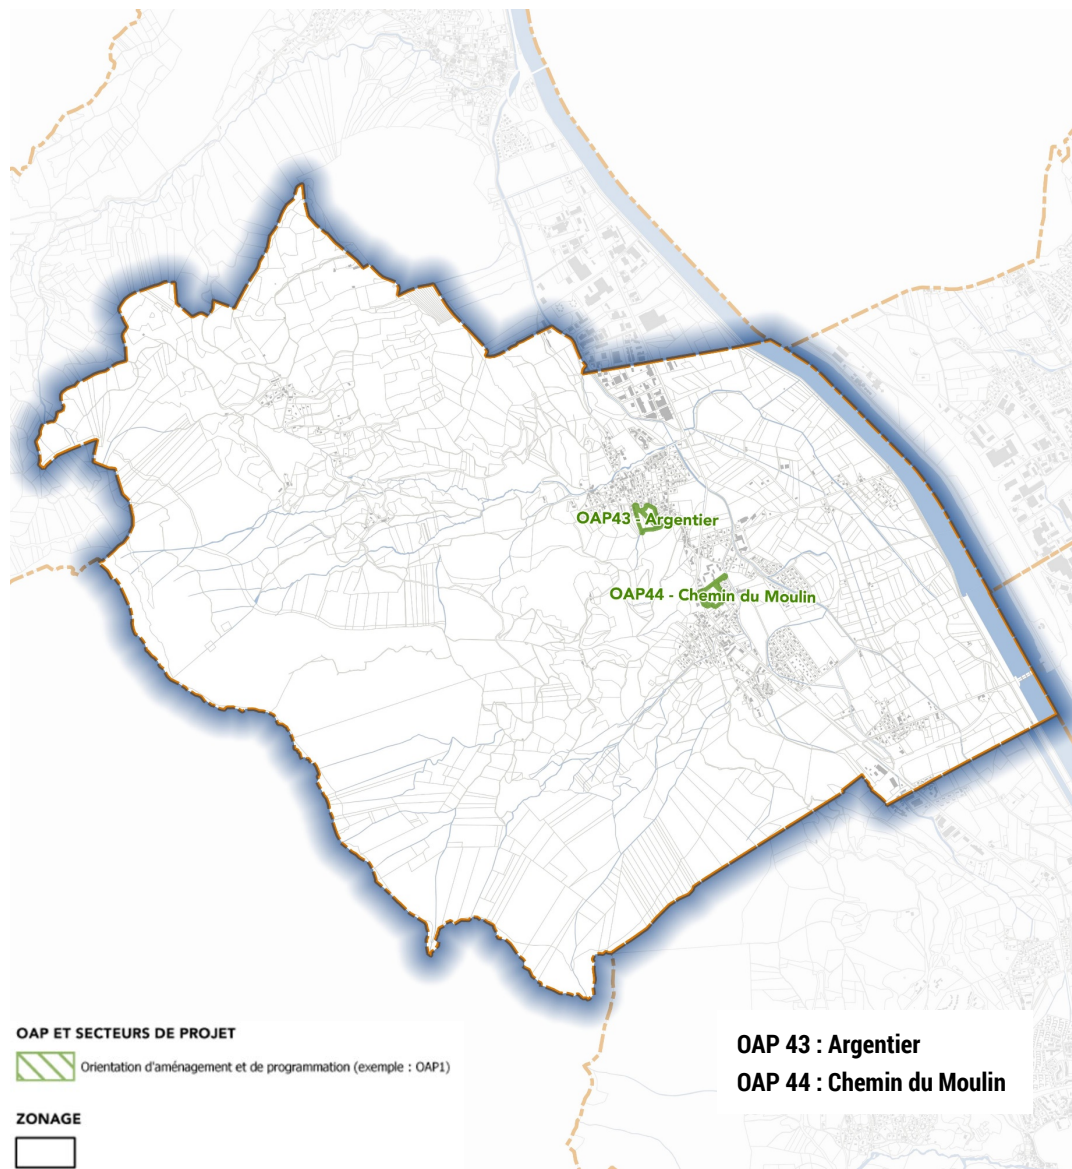 OAP43 - Argentier
OAP44 - Chemin du Moulin
OAP ET SECTEURS DE PROJET
Orientation d'aménagement et de programmation (exemple : OAP1)
ZONAGE
OAP 43 : Argentier
OAP 44 : Chemin du Moulin